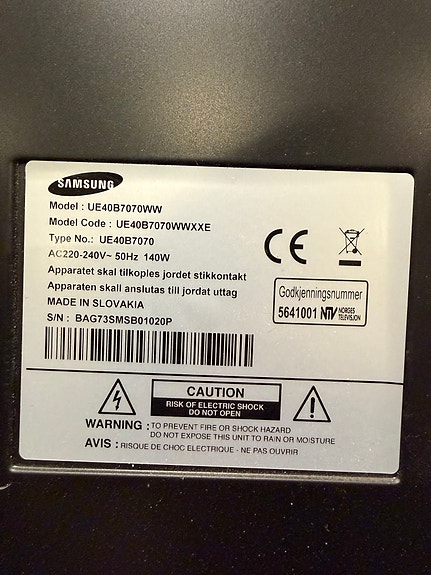 SAMSUNG
Model : UE40B7070WW
Model Code : UE40B7070WWXXE
Type No.: UE40B7070
AC220-240V~ 50Hz 140W
Apparatet skal tilkoples jordet stikkontakt
Apparaten skall anslutas till jordat uttag
MADE IN SLOVAKIA
S/N : BAG73SMSB01020P
CE
Godkjenningsnummer
5641001 NTV NORGES TELEVISJON
CAUTION
RISK OF ELECTRIC SHOCK
DO NOT OPEN
WARNING : TO PREVENT FIRE OR SHOCK HAZARD
DO NOT EXPOSE THIS UNIT TO RAIN OR MOISTURE
AVIS : RISQUE DE CHOC ELECTRIQUE - NE PAS OUVRIR